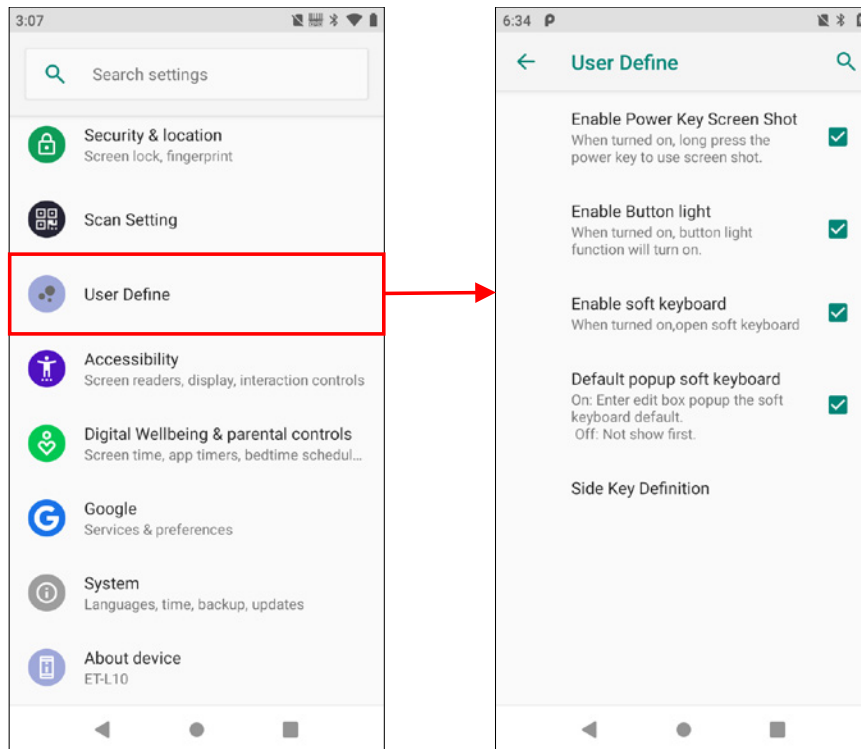 3:07
Search settings
Security & location
Screen lock, fingerprint
Scan Setting
User Define
Accessibility
Screen readers, display, interaction controls
Digital Wellbeing & parental controls
Screen time, app timers, bedtime schedul...
Google
Services & preferences
System
Languages, time, backup, updates
About device
ET-L10
6:34
User Define
Enable Power Key Screen Shot
When turned on, long press the
power key to use screen shot.
Enable Button light
When turned on, button light
function will turn on.
Enable soft keyboard
When turned on,open soft keyboard
Default popup soft keyboard
On: Enter edit box popup the soft
keyboard default.
Off: Not show first.
Side Key Definition